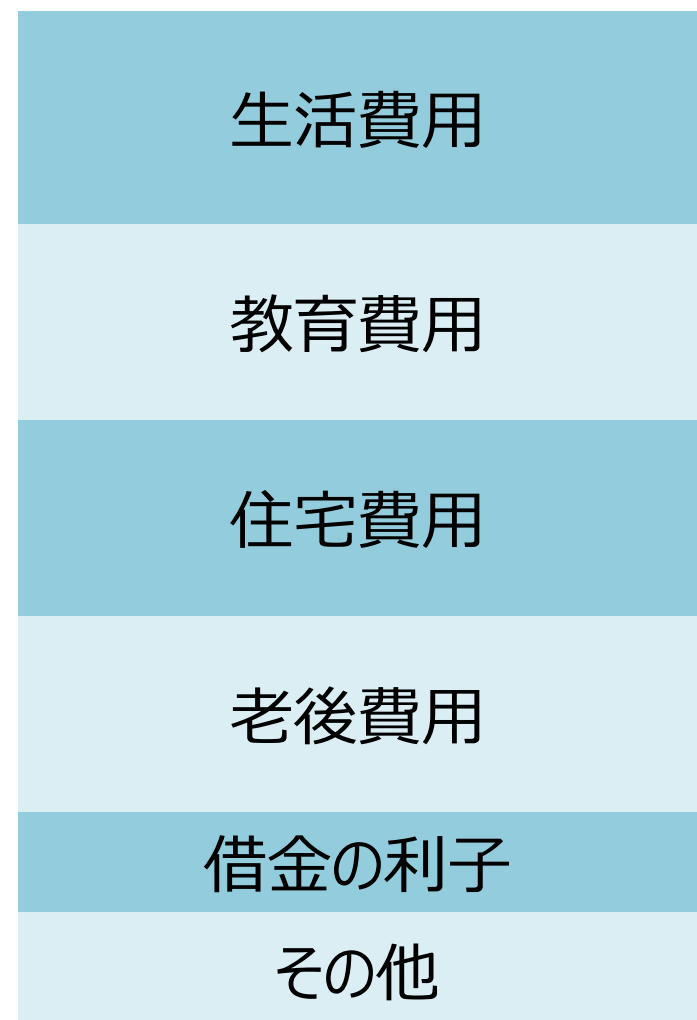 生活費用
教育費用
住宅費用
老後費用
借金の利子
その他